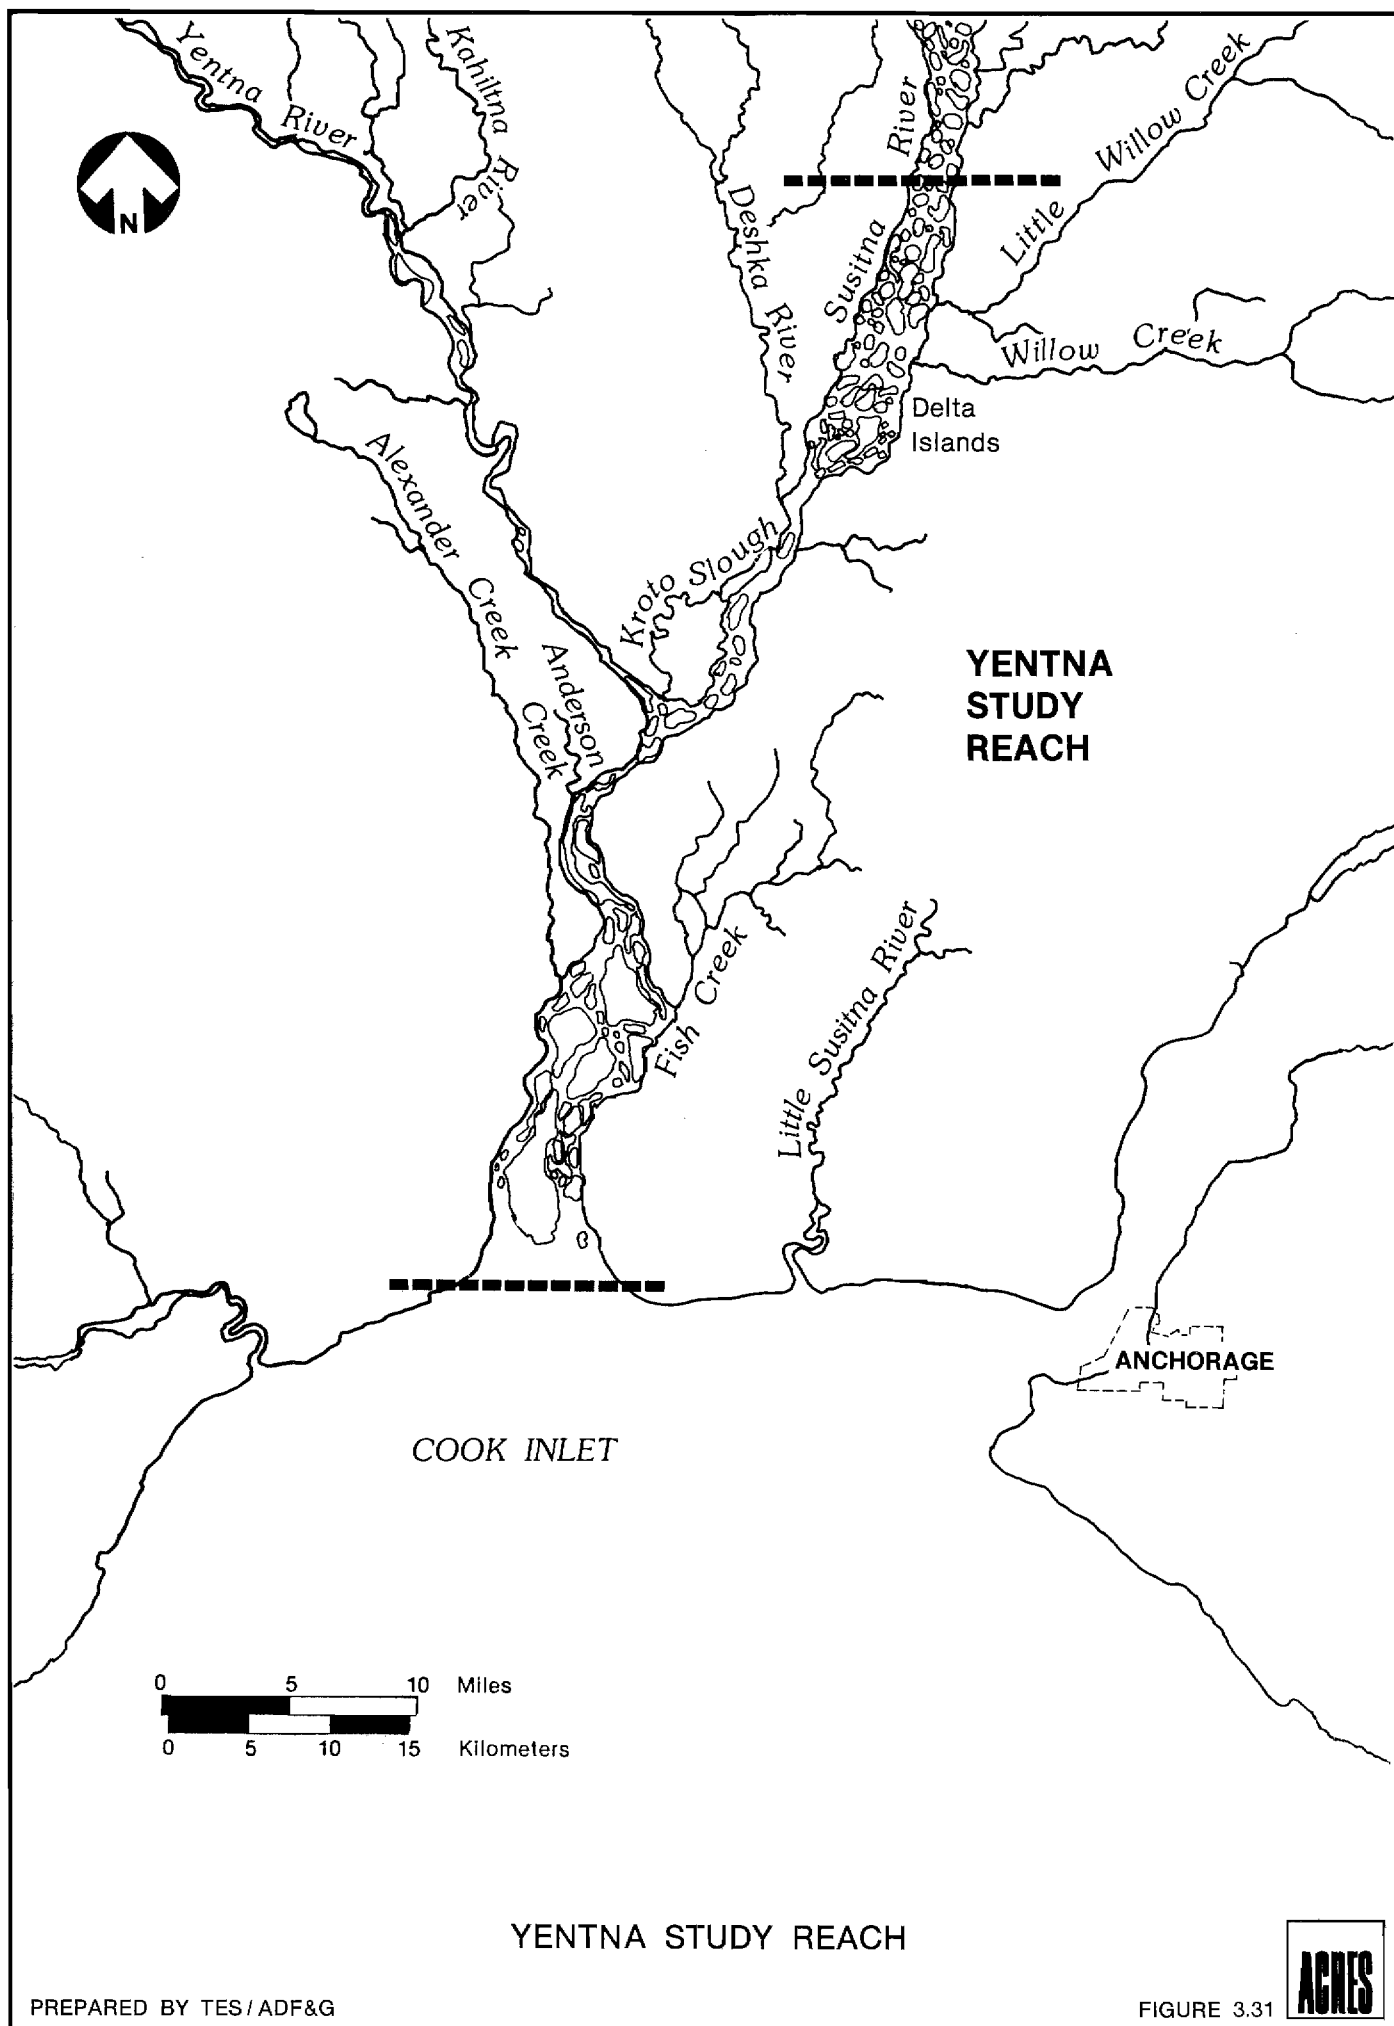 Yentna River
Kahiltna River
Susitna River
Little Willow Creek
Deshka River
Willow Creek
Delta
Islands
Alexander Creek
Kroto Slough
Anderson Creek
YENTNA
STUDY
REACH
Fish Creek
Little Susitna River
N
ANCHORAGE
COOK INLET
0 5 10 Miles
0 5 10 15 Kilometers
YENTNA STUDY REACH
PREPARED BY TES/ADF&G
FIGURE 3.31
ACRES